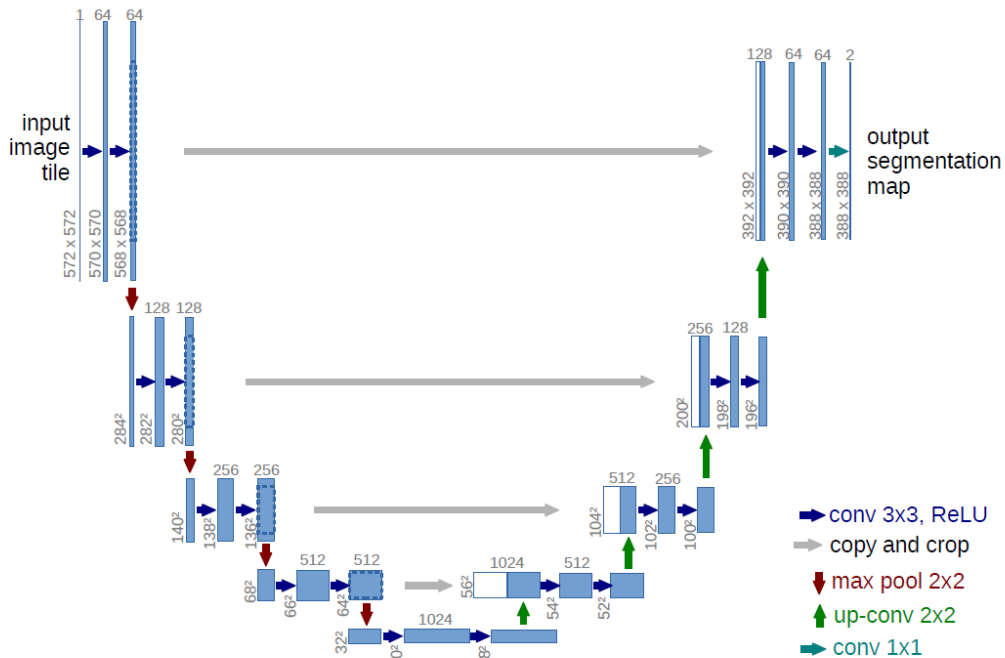 1 64 64
128
64 64 2
input
image
tile
output
segmentation
map
572 x 572
570 x 570
568 x 568
392 x 392
390 x 390
388 x 388
388 x 388
128 128
256 128
284²
282²
280²
200²
198²
196²
256 256
512 256
140²
138²
136²
104²
102²
100²
512 512
1024 512
68²
66²
64²
56²
54²
52²
1024
32²
conv 3x3, ReLU
copy and crop
max pool 2x2
up-conv 2x2
conv 1x1